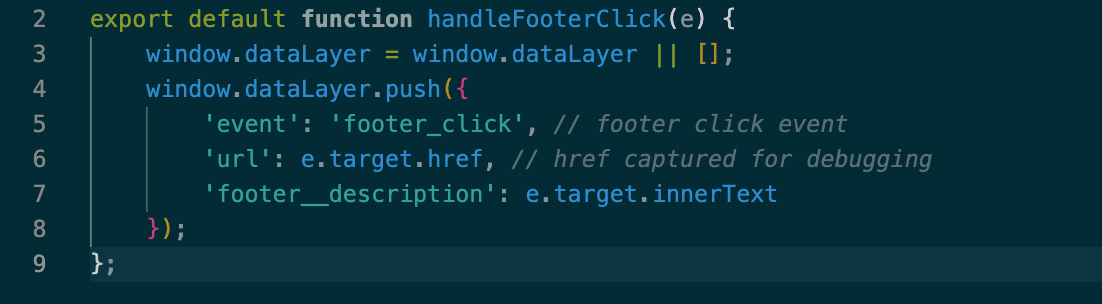 2 export default function handleFooterClick(e) {
3 window.dataLayer = window.dataLayer || [];
4 window.dataLayer.push({
5 'event': 'footer_click', // footer click event
6 'url': e.target.href, // href captured for debugging
7 'footer__description': e.target.innerText
8 });
9 };